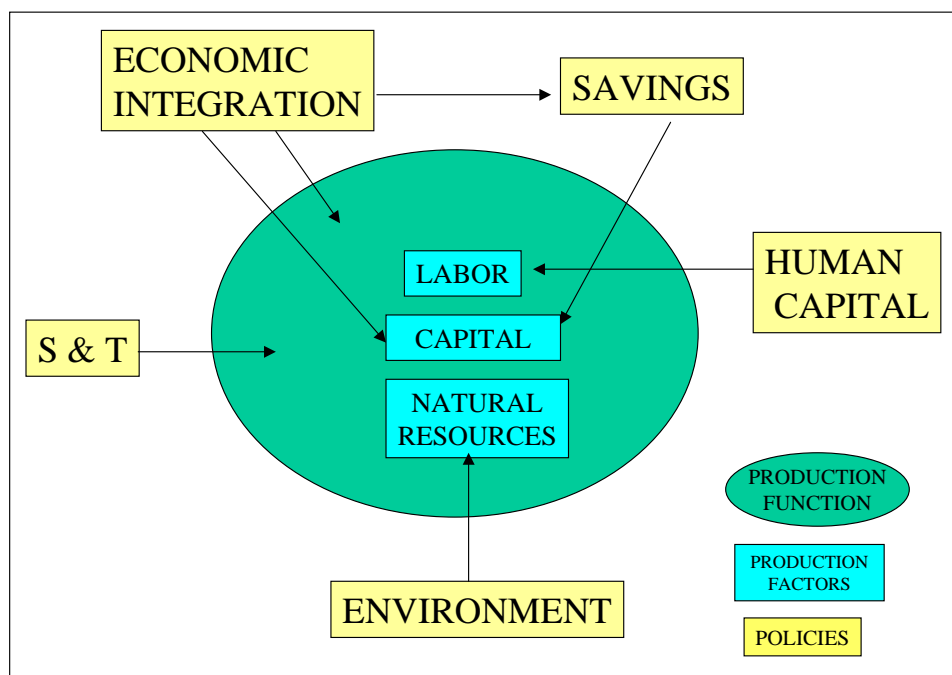 ECONOMIC
INTEGRATION
SAVINGS
LABOR
HUMAN
CAPITAL
CAPITAL
S & T
NATURAL
RESOURCES
PRODUCTION
FUNCTION
PRODUCTION
FACTORS
ENVIRONMENT
POLICIES